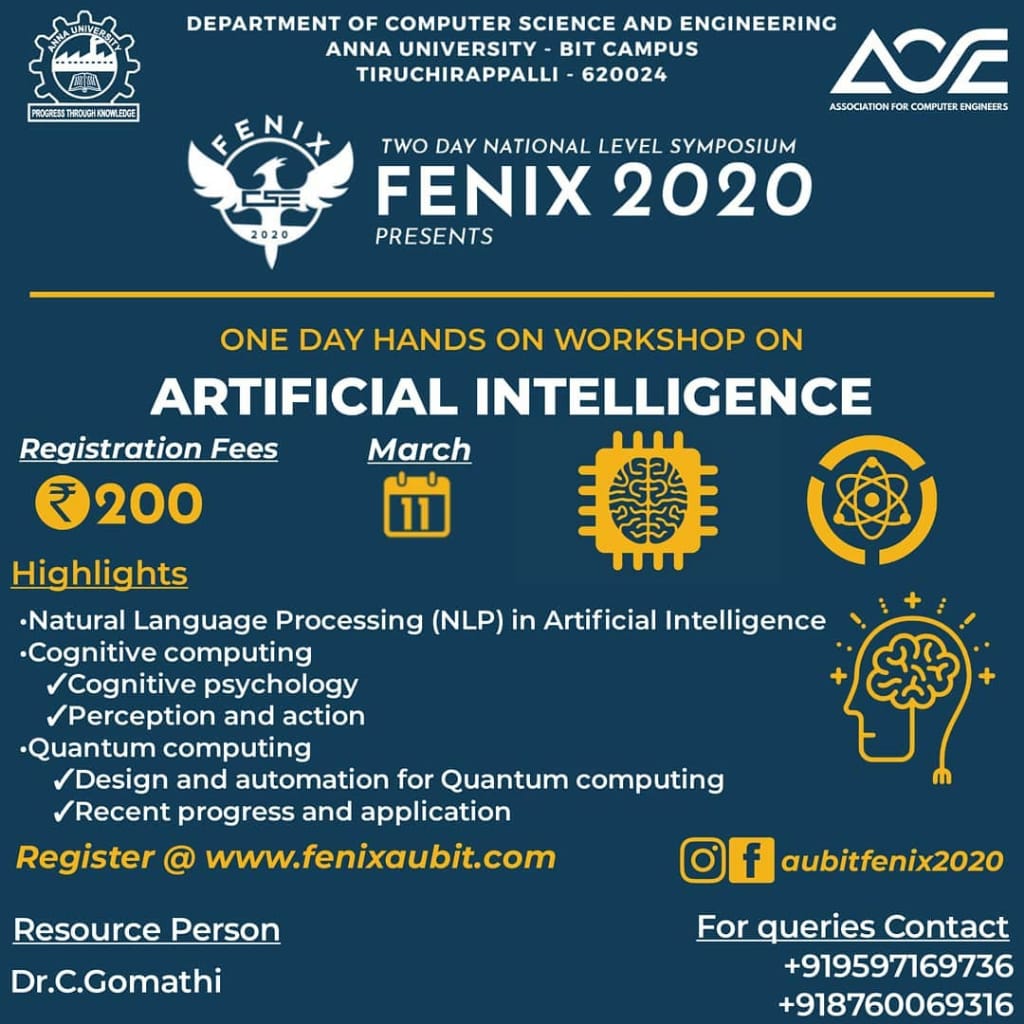 ANNA UNIVERSITY
PROGRESS THROUGH KNOWLEDGE
DEPARTMENT OF COMPUTER SCIENCE AND ENGINEERING
ANNA UNIVERSITY - BIT CAMPUS
TIRUCHIRAPPALLI - 620024
ACE
ASSOCIATION FOR COMPUTER ENGINEERS
FENIX
CSE
2020
TWO DAY NATIONAL LEVEL SYMPOSIUM
FENIX 2020
PRESENTS
ONE DAY HANDS ON WORKSHOP ON
ARTIFICIAL INTELLIGENCE
Registration Fees
₹200
March
11
Highlights
•Natural Language Processing (NLP) in Artificial Intelligence
•Cognitive computing
✓Cognitive psychology
✓Perception and action
•Quantum computing
✓Design and automation for Quantum computing
✓Recent progress and application
Register @ www.fenixaubit.com
aubitfenix2020
Resource Person
Dr.C.Gomathi
For queries Contact
+919597169736
+918760069316